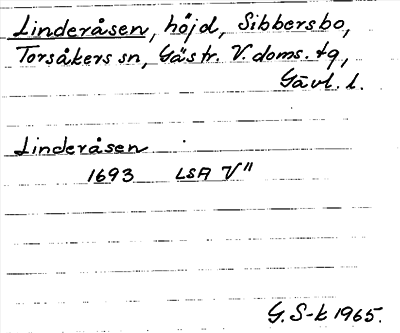 Linderåsen, höjd, Sibbersbo,
Torsåkers sn, Gästr. V. doms. tg,
Gävl. l.
Linderåsen
1693 LSA V"
G. S-k 1965.